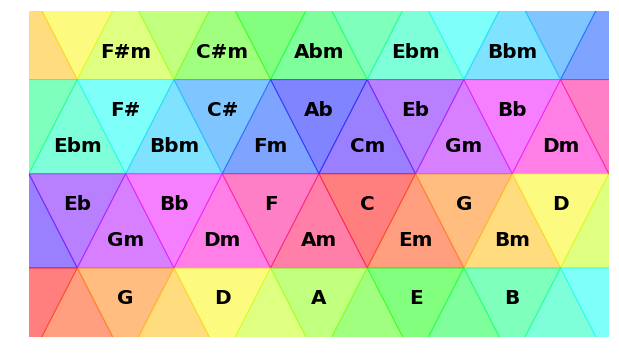 F#m C#m Abm Ebm Bbm
F# C# Ab Eb Bb
Ebm Bbm Fm Cm Gm Dm
Eb Bb F C G D
Gm Dm Am Em Bm
G D A E B